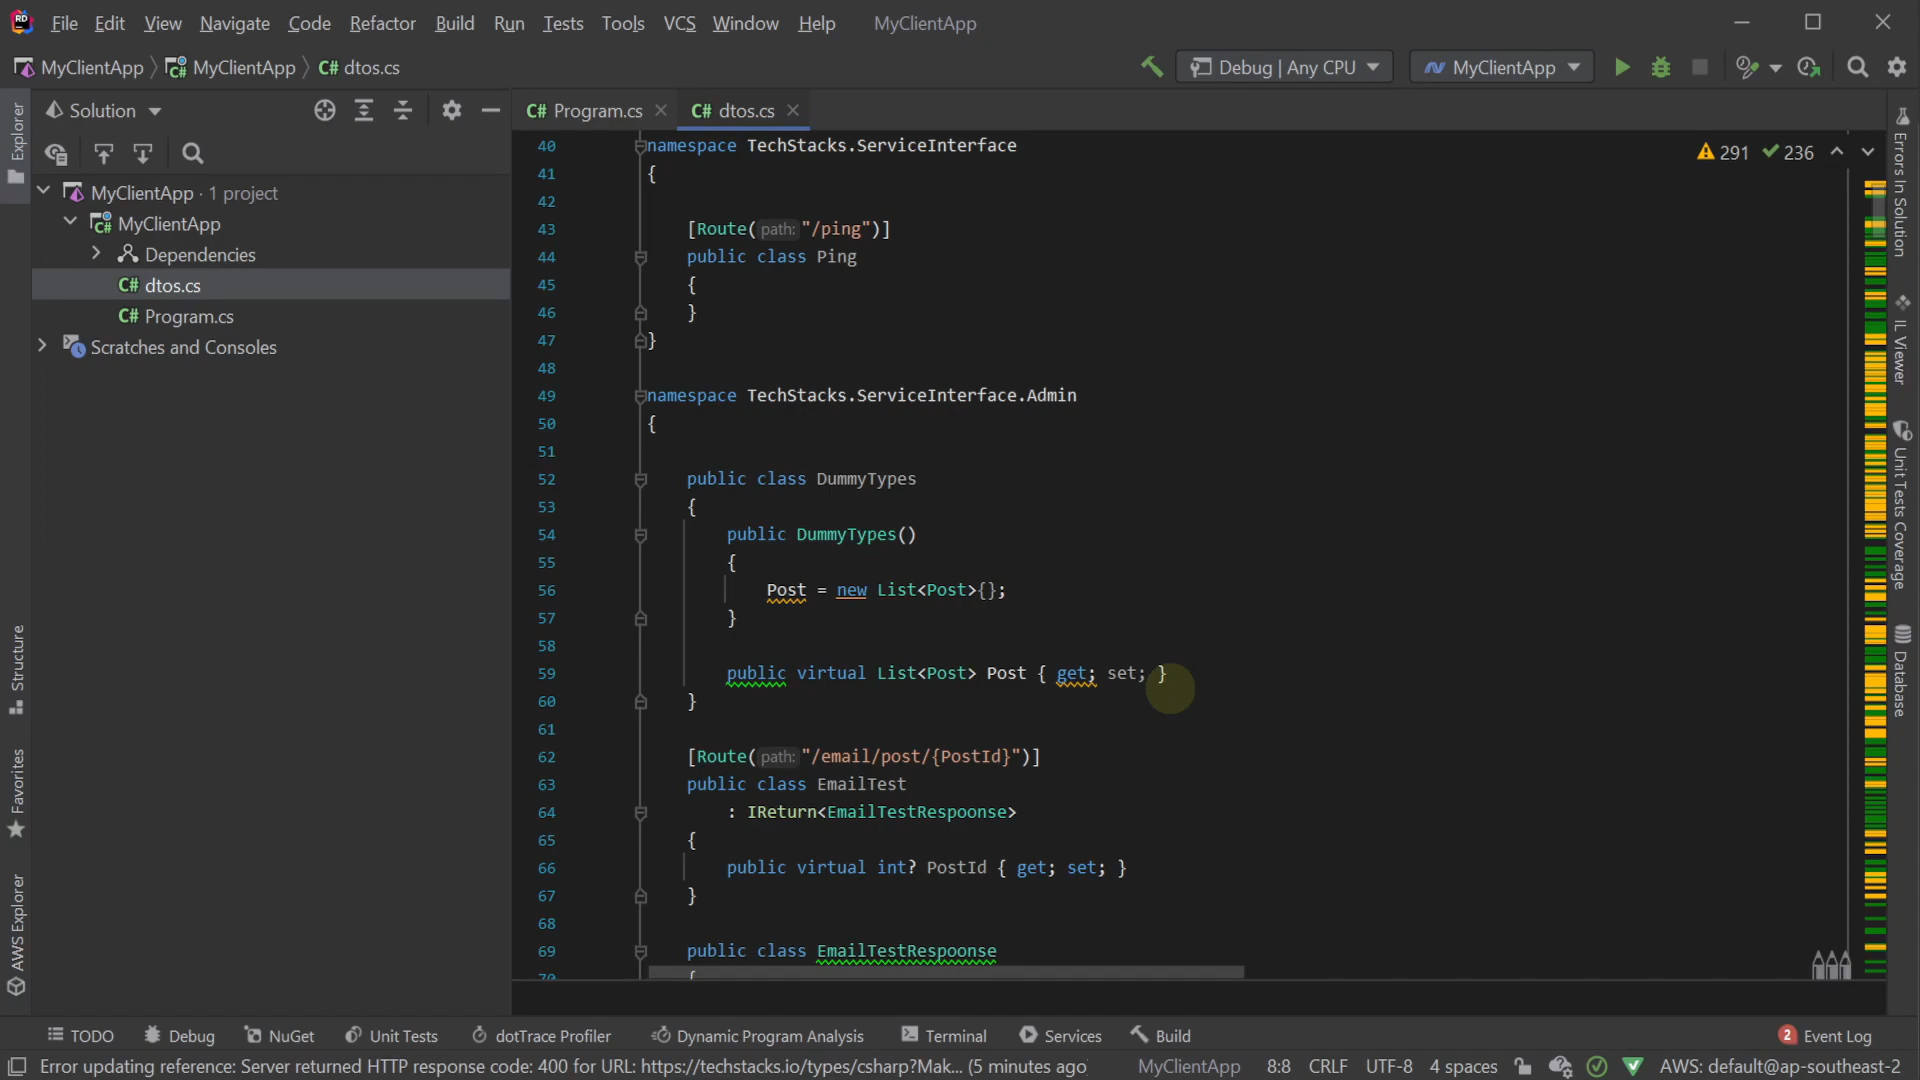 RD File Edit View Navigate Code Refactor Build Run Tests Tools VCS Window Help MyClientApp
MyClientApp MyClientApp C# dtos.cs Debug | Any CPU MyClientApp
Explorer
Solution
C# Program.cs C# dtos.cs
MyClientApp · 1 project
MyClientApp
Dependencies
C# dtos.cs
C# Program.cs
Scratches and Consoles
Structure
Favorites
AWS Explorer
291 236
40 namespace TechStacks.ServiceInterface
41 {
42
43 [Route( path: "/ping")]
44 public class Ping
45 {
46 }
47 }
48
49 namespace TechStacks.ServiceInterface.Admin
50 {
51
52 public class DummyTypes
53 {
54 public DummyTypes()
55 {
56 Post = new List<Post>{};
57 }
58
59 public virtual List<Post> Post { get; set; }
60 }
61
62 [Route( path: "/email/post/{PostId}")]
63 public class EmailTest
64 : IReturn<EmailTestRespoonse>
65 {
66 public virtual int? PostId { get; set; }
67 }
68
69 public class EmailTestRespoonse
70 {
Errors In Solution
IL Viewer
Unit Tests Coverage
Database
TODO Debug NuGet Unit Tests dotTrace Profiler Dynamic Program Analysis Terminal Services Build 2 Event Log
Error updating reference: Server returned HTTP response code: 400 for URL: https://techstacks.io/types/csharp?Mak... (5 minutes ago) MyClientApp 8:8 CRLF UTF-8 4 spaces AWS: default@ap-southeast-2